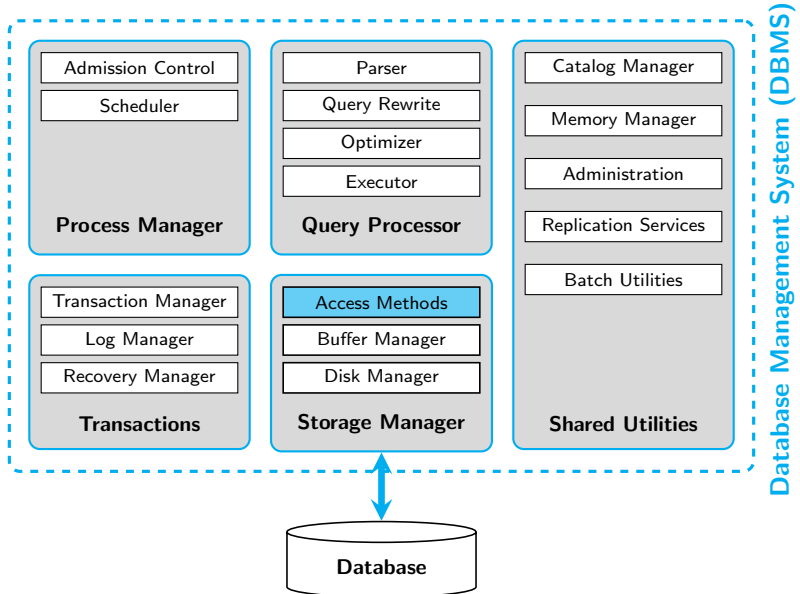 Admission Control
Scheduler
Process Manager
Parser
Query Rewrite
Optimizer
Executor
Query Processor
Catalog Manager
Memory Manager
Administration
Replication Services
Batch Utilities
Shared Utilities
Transaction Manager
Log Manager
Recovery Manager
Transactions
Access Methods
Buffer Manager
Disk Manager
Storage Manager
Database
Database Management System (DBMS)